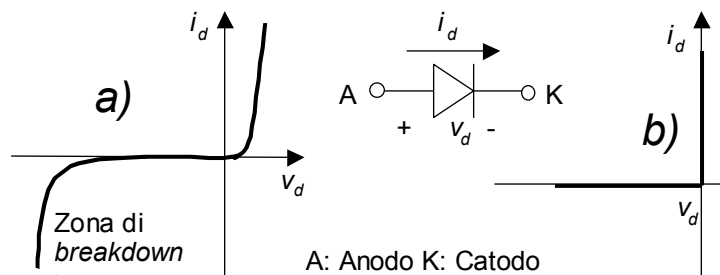 i_d
a)
v_d
Zona di
breakdown
i_d
A
K
+ v_d -
i_d
b)
v_d
A: Anodo K: Catodo